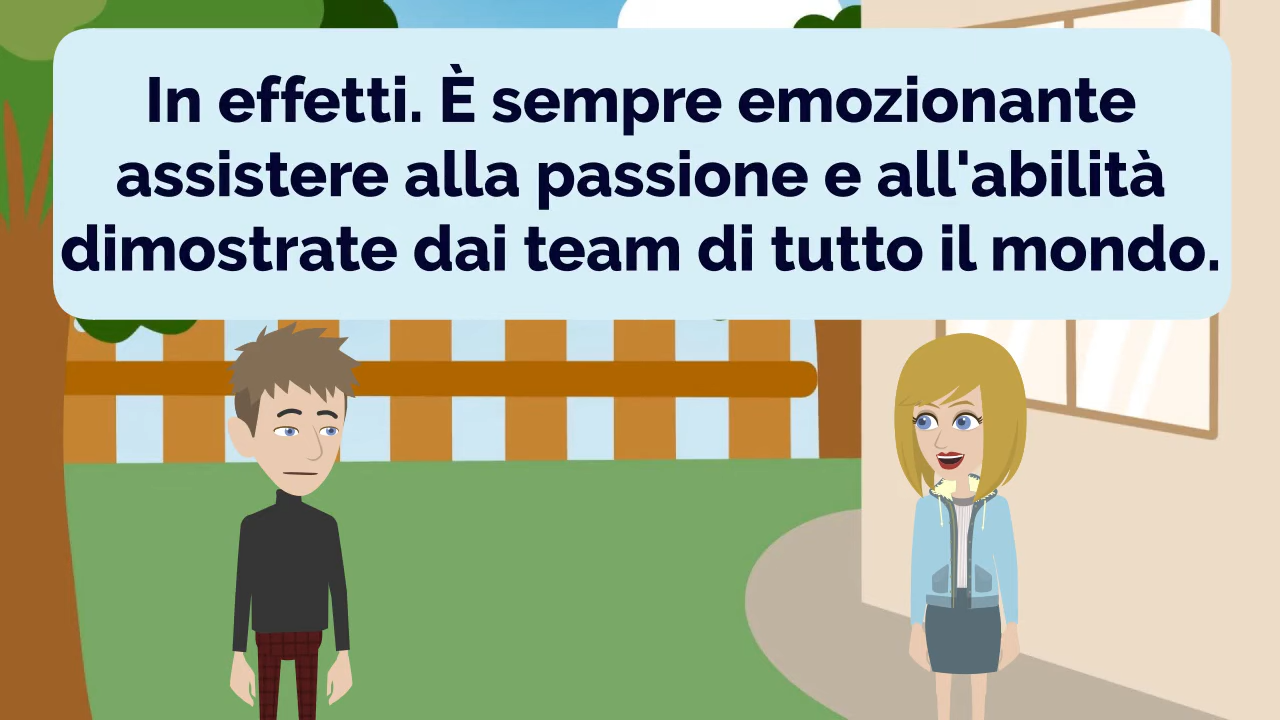 In effetti. È sempre emozionante
assistere alla passione e all'abilità
dimostrate dai team di tutto il mondo.